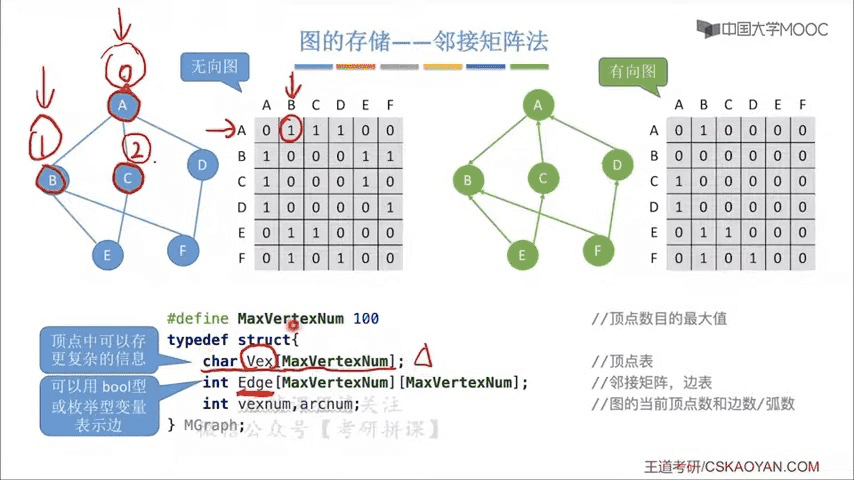 中国大学MOOC
图的存储——邻接矩阵法
无向图
0
A
1
B
2
C
D
E
F
A B C D E F
A 0 1 1 1 0 0
B 1 0 0 0 1 1
C 1 0 0 0 1 0
D 1 0 0 0 0 1
E 0 1 1 0 0 0
F 0 1 0 1 0 0
有向图
A
B
C
D
E
F
A B C D E F
A 0 1 0 0 0 0
B 0 0 0 0 0 0
C 1 0 0 0 0 0
D 1 0 0 0 0 0
E 0 1 1 0 0 0
F 0 1 0 1 0 0
#define MaxVertexNum 100 //顶点数目的最大值
typedef struct{
char Vex[MaxVertexNum]; //顶点表
int Edge[MaxVertexNum][MaxVertexNum]; //邻接矩阵，边表
int vexnum,arcnum; //图的当前顶点数和边数/弧数
} MGraph;
顶点中可以存
更复杂的信息
可以用 bool型
或枚举型变量
表示边
关注
微信公众号【考研拼课】
王道考研/CSKAOYAN.COM